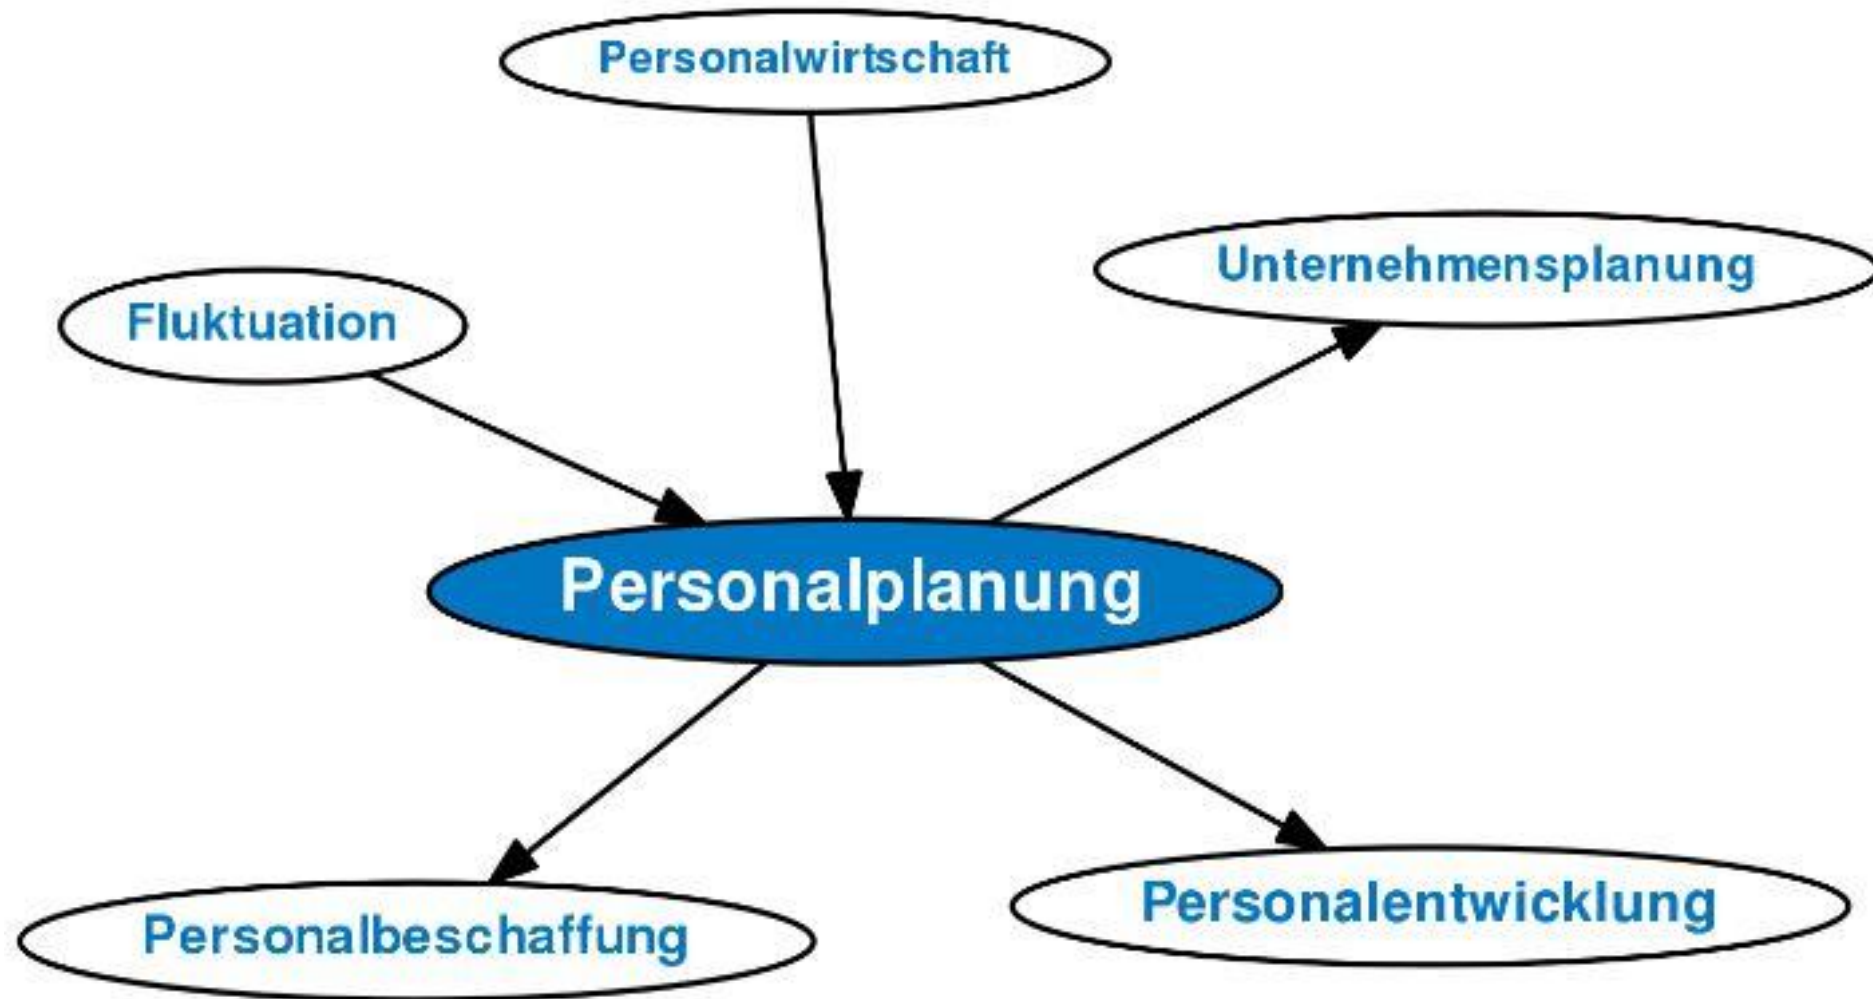 Personalwirtschaft
Unternehmensplanung
Fluktuation
Personalplanung
Personalbeschaffung
Personalentwicklung